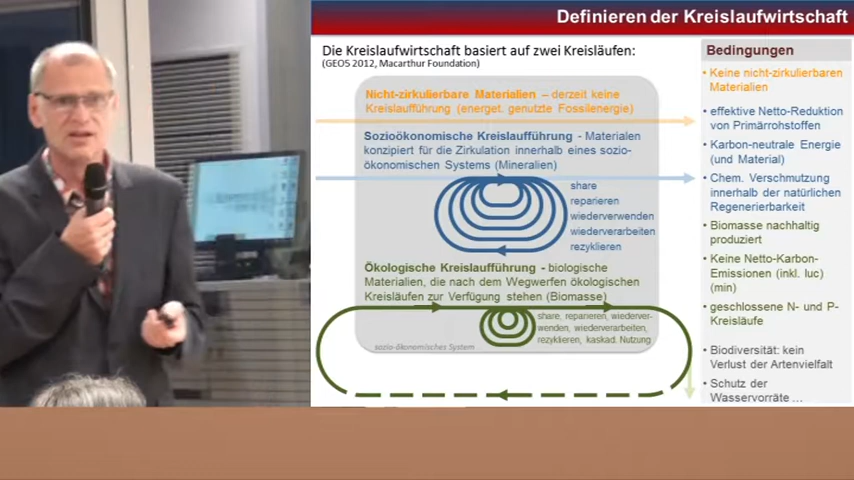 Definieren der Kreislaufwirtschaft
Die Kreislaufwirtschaft basiert auf zwei Kreisläufen:
(GEO5 2012, Macarthur Foundation)
Nicht-zirkulierbare Materialien – derzeit keine
Kreislaufführung (energet. genutzte Fossilenergie)
Sozioökonomische Kreislaufführung - Materialen
konzipiert für die Zirkulation innerhalb eines sozio-
ökonomischen Systems (Mineralien)
share
reparieren
wiederverwenden
wiederverarbeiten
rezyklieren
Ökologische Kreislaufführung - biologische
Materialien, die nach dem Wegwerfen ökologischen
Kreisläufen zur Verfügung stehen (Biomasse)
share, reparieren, wiederver-
wenden, wiederverarbeiten,
rezyklieren, kaskad. Nutzung
sozio-ökonomisches System
Bedingungen
• Keine nicht-zirkulierbaren
Materialien
• effektive Netto-Reduktion
von Primärrohstoffen
• Karbon-neutrale Energie
(und Material)
• Chem. Verschmutzung
innerhalb der natürlichen
Regenerierbarkeit
• Biomasse nachhaltig
produziert
• Keine Netto-Karbon-
Emissionen (inkl. luc)
(min)
• geschlossene N- und P-
Kreisläufe
• Biodiversität: kein
Verlust der Artenvielfalt
• Schutz der
Wasservorräte ...